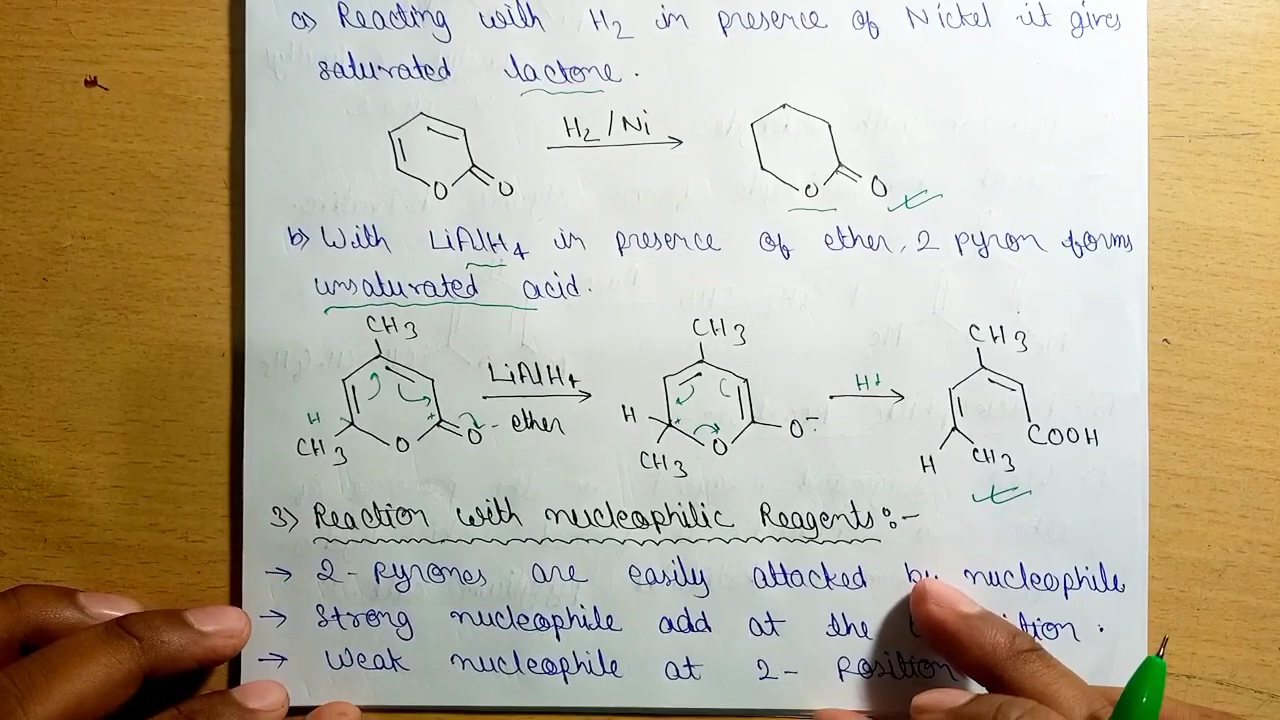 a) Reacting with H2 in presence of Nickel it gives
saturated lactone.
H2/Ni
O O
O O
b) With LiAlH4 in presence of ether, 2 pyron forms
unsaturated acid.
CH3 CH3 CH3
LiAlH4 H+
H + O - ether H + O O-
CH3 O CH3 COOH
H CH3
3) Reaction with nucleophilic Reagents:-
→ 2-Pyrones are easily attacked by nucleophile
→ Strong nucleophile add at the
→ Weak nucleophile at 2- Position